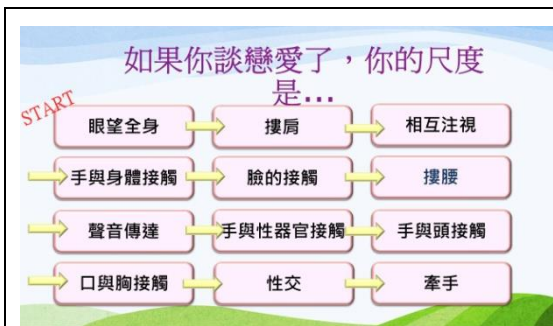 如果你談戀愛了，你的尺度
是...
START
眼望全身
摟肩
相互注視
手與身體接觸
臉的接觸
摟腰
聲音傳達
手與性器官接觸
手與頭接觸
口與胸接觸
性交
牽手